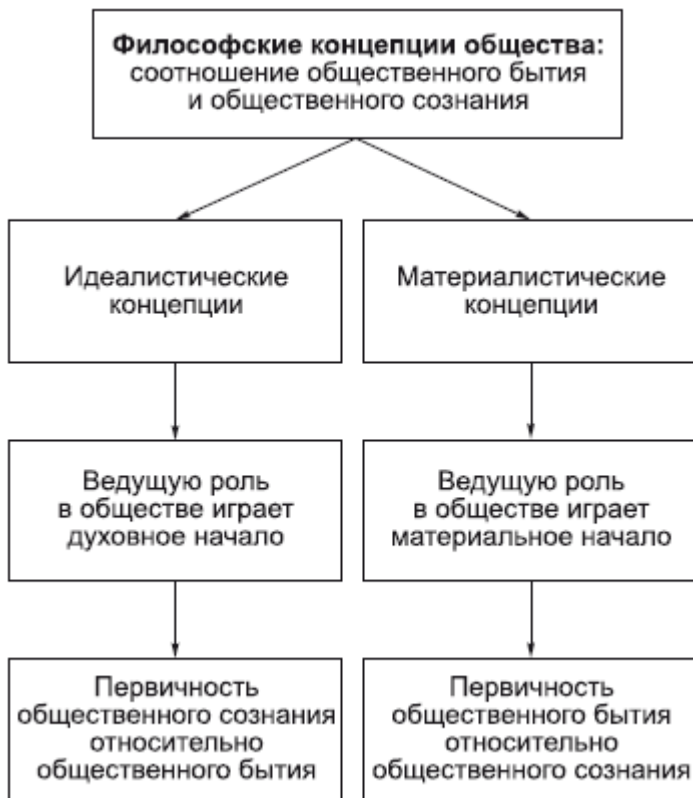 Философские концепции общества:
соотношение общественного бытия
и общественного сознания
Идеалистические
концепции
Материалистические
концепции
Ведущую роль
в обществе играет
духовное начало
Ведущую роль
в обществе играет
материальное начало
Первичность
общественного сознания
относительно
общественного бытия
Первичность
общественного бытия
относительно
общественного сознания